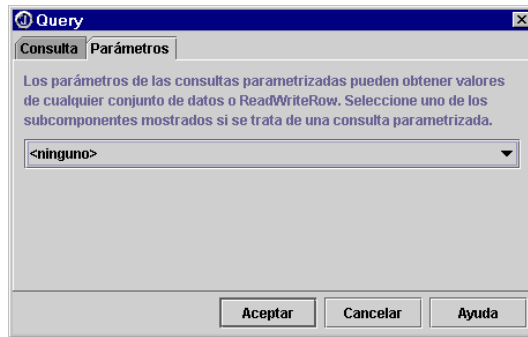 Query
Consulta Parámetros
Los parámetros de las consultas parametrizadas pueden obtener valores
de cualquier conjunto de datos o ReadWriteRow. Seleccione uno de los
subcomponentes mostrados si se trata de una consulta parametrizada.
<ninguno>
Aceptar Cancelar Ayuda